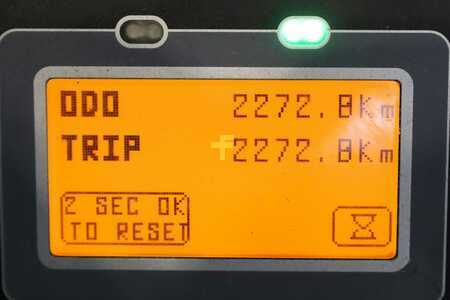 ODO 2272.8Km
TRIP 2272.8Km
2 SEC OK
TO RESET